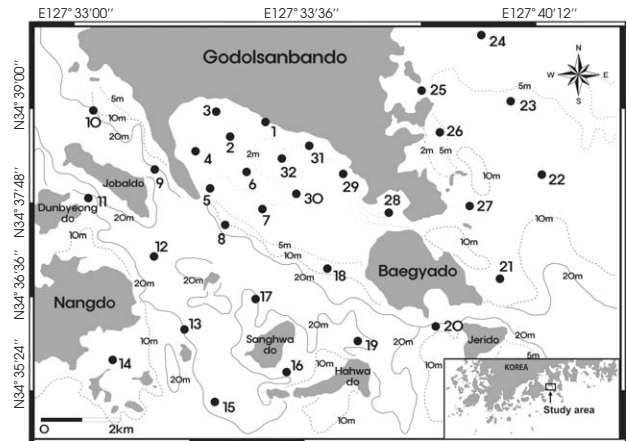 E127°33′00″ E127°33′36″ E127°40′12″
N34°39′00″
N34°37′48″
N34°36′36″
N34°35′24″
Godolsanbando
24
N
W E
S
25
23
5m
10
5m
10m
20m
3
1
2
26
2m 5m
4
2m
32
31
6
22
9
Jobaldo
5
30
29
11
Dunbyeong
do
20m
7
28
27
10m
8
10m
12
5m
10m
20m
18
Baegyado
10m
21
20m
Nangdo
20m
17
20m
13
10m
Sanghwa
do
20m
19
20
Jerido
20m
14
20m
16
Hahwa
do
10m
10m
5m
15
10m
0 2km
KOREA
Study area